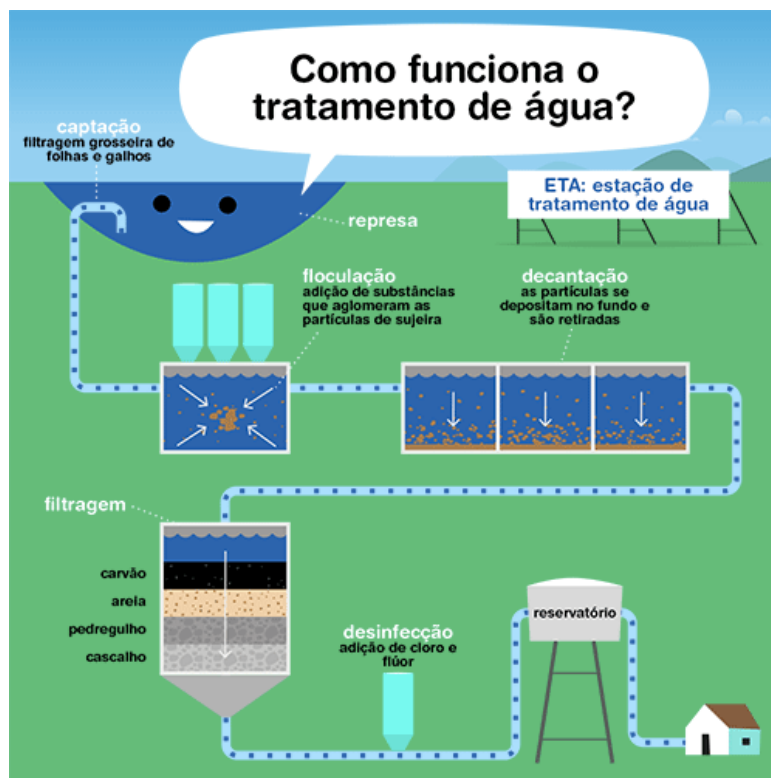 Como funciona o
tratamento de água?
captação
filtragem grosseira de
folhas e galhos
ETA: estação de
tratamento de água
represa
floculação
adição de substâncias
que aglomeram as
partículas de sujeira
decantação
as partículas se
depositam no fundo e
são retiradas
filtragem
carvão
areia
pedregulho
cascalho
desinfecção
adição de cloro e
flúor
reservatório